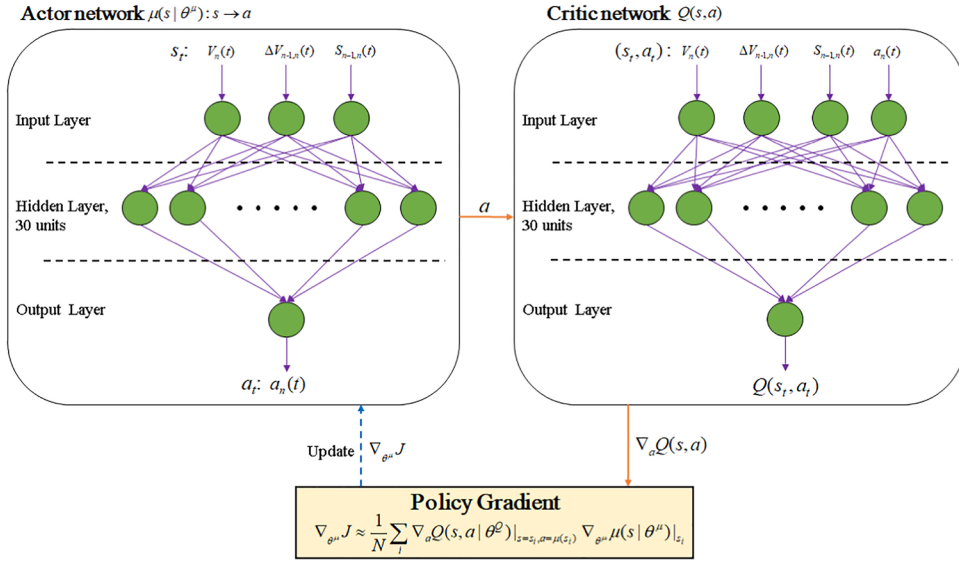 Actor network μ(s | θ^μ): s → a
s_t: V_n(t) ΔV_{n-1,n}(t) S_{n-1,n}(t)
Input Layer
Hidden Layer,
30 units
Output Layer
a_t: a_n(t)
a
Critic network Q(s,a)
(s_t, a_t): V_n(t) ΔV_{n-1,n}(t) S_{n-1,n}(t) a_n(t)
Input Layer
Hidden Layer,
30 units
Output Layer
Q(s_t, a_t)
Update ∇_{θ^μ} J
∇_a Q(s,a)
Policy Gradient
∇_{θ^μ} J ≈ 1/N ∑_i ∇_a Q(s,a | θ^Q)|_{s=s_i,a=μ(s_i)} ∇_{θ^μ} μ(s | θ^μ)|_{s_i}